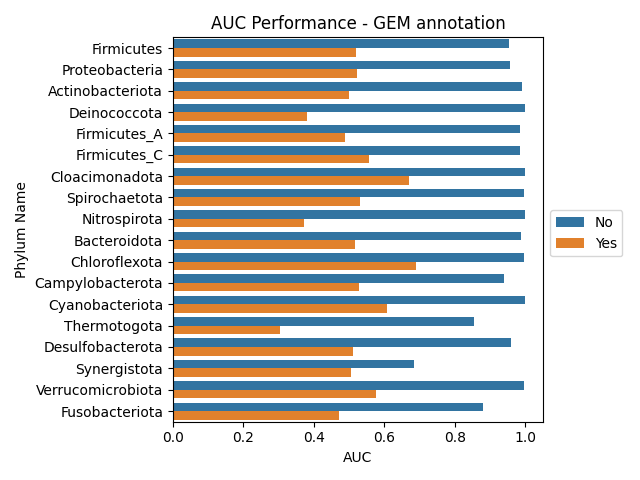 AUC Performance - GEM annotation
Phylum Name
Firmicutes
Proteobacteria
Actinobacteriota
Deinococcota
Firmicutes_A
Firmicutes_C
Cloacimonadota
Spirochaetota
Nitrospirota
Bacteroidota
Chloroflexota
Campylobacterota
Cyanobacteriota
Thermotogota
Desulfobacterota
Synergistota
Verrucomicrobiota
Fusobacteriota
0.0 0.2 0.4 0.6 0.8 1.0
AUC
No
Yes